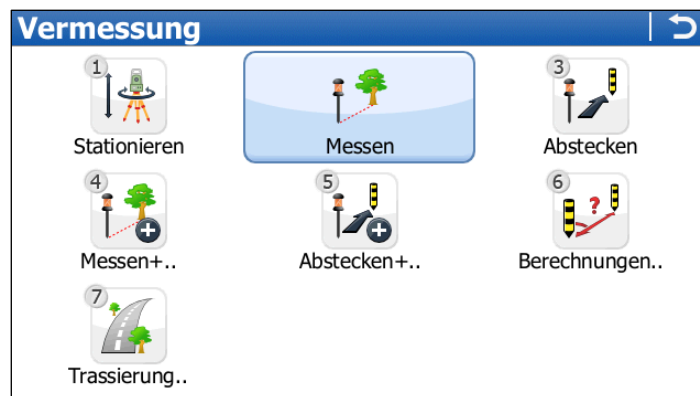 Vermessung
1
Stationieren
Messen
3
Abstecken
4
Messen+..
5
Abstecken+..
6
?
Berechnungen..
7
Trassierung..